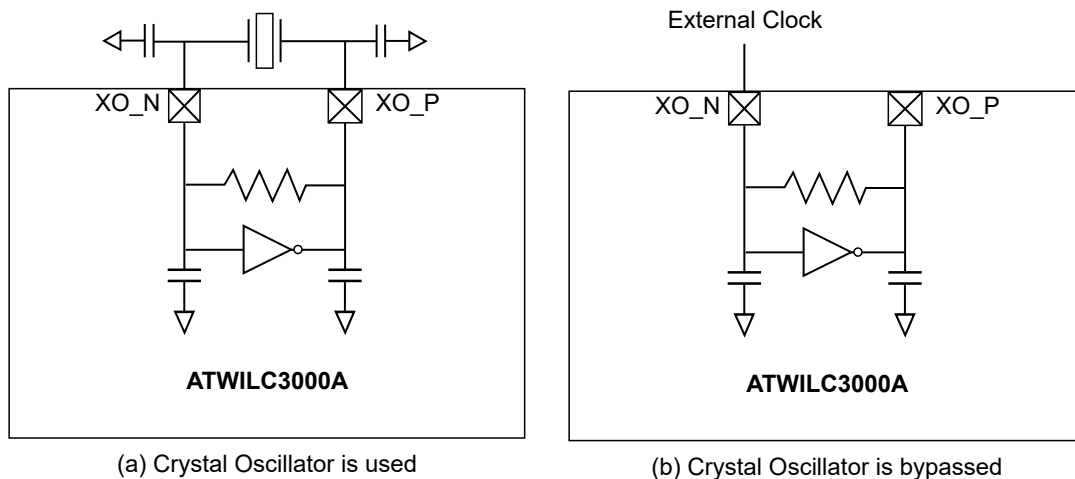 External Clock
XO_N
XO_P
XO_N
XO_P
ATWILC3000A
ATWILC3000A
(a) Crystal Oscillator is used
(b) Crystal Oscillator is bypassed